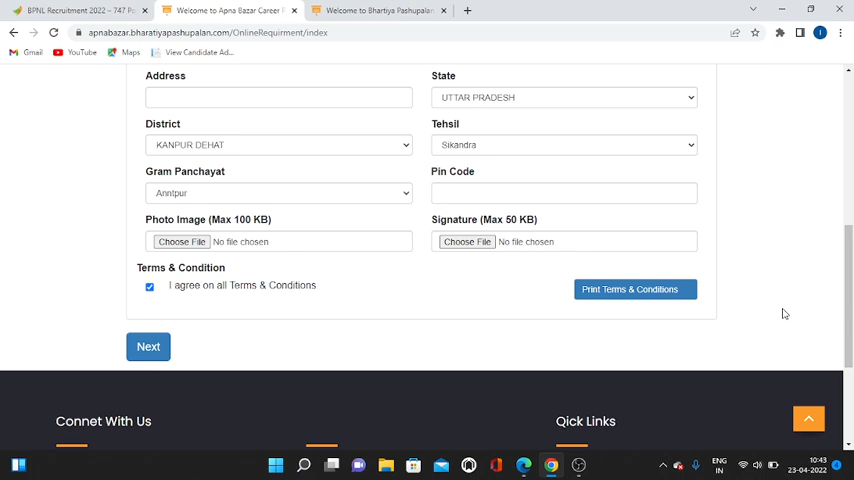 BPNL Recruitment 2022 – 747 Po
Welcome to Apna Bazar Career P
Welcome to Bhartiya Pashupalan
apnabazar.bharatiyapashupalan.com/OnlineRequirment/index
Gmail YouTube Maps View Candidate Ad...
Address State
UTTAR PRADESH
District Tehsil
KANPUR DEHAT Sikandra
Gram Panchayat Pin Code
Anntpur
Photo Image (Max 100 KB) Signature (Max 50 KB)
Choose File No file chosen Choose File No file chosen
Terms & Condition
I agree on all Terms & Conditions Print Terms & Conditions
Next
Connet With Us Qick Links
ENG 10:43
IN 23-04-2022 4